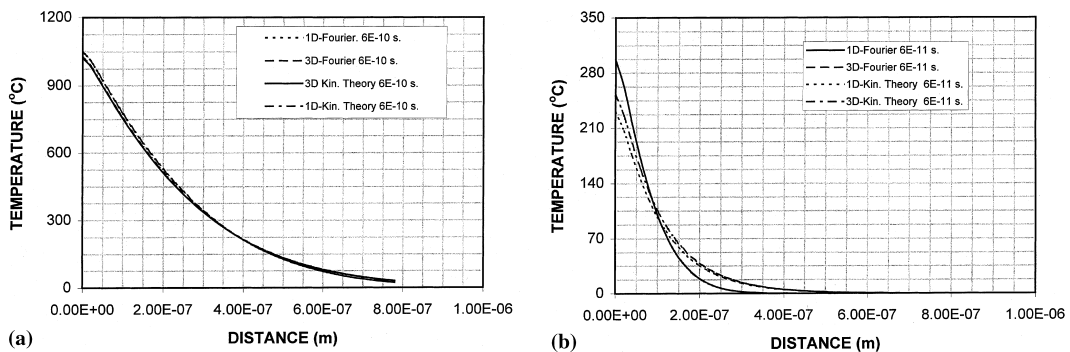 1200
900
600
300
0
TEMPERATURE (°C)
1D-Fourier. 6E-10 s.
3D-Fourier 6E-10 s.
3D Kin. Theory 6E-10 s.
1D-Kin. Theory 6E-10 s.
0.00E+00 2.00E-07 4.00E-07 6.00E-07 8.00E-07 1.00E-06
DISTANCE (m)
(a)
350
280
210
140
70
0
TEMPERATURE (°C)
1D-Fourier 6E-11 s.
3D-Fourier 6E-11 s.
1D-Kin. Theory 6E-11 s.
3D-Kin. Theory 6E-11 s.
0.00E+00 2.00E-07 4.00E-07 6.00E-07 8.00E-07 1.00E-06
DISTANCE (m)
(b)